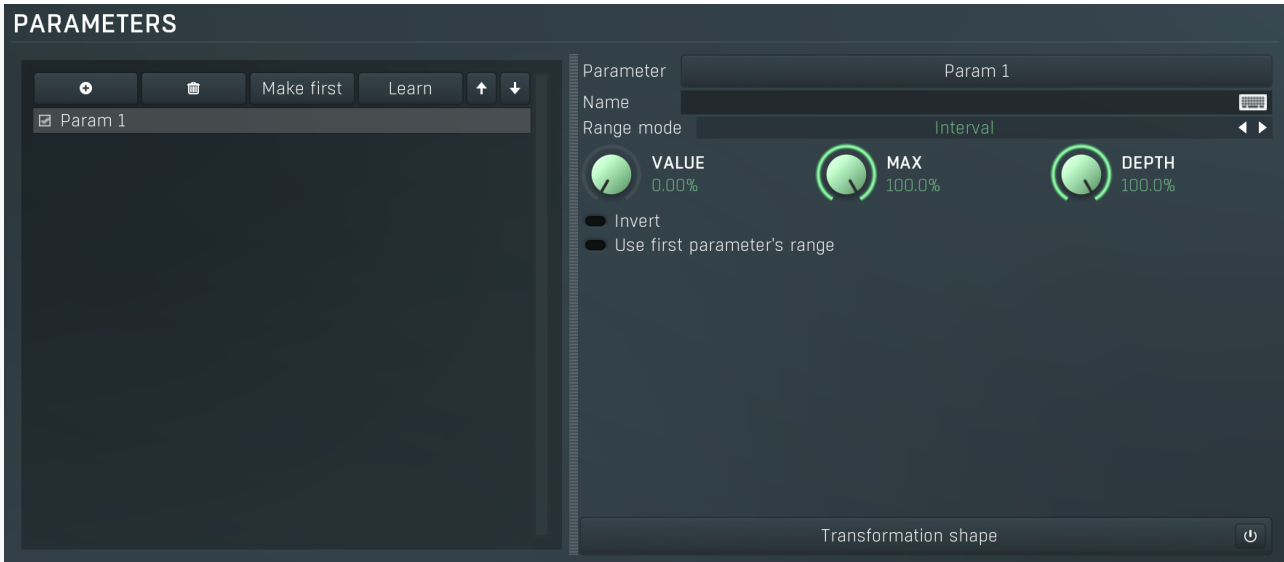 PARAMETERS
Make first
Learn
Param 1
Parameter
Param 1
Name
Range mode
Interval
VALUE
0.00%
MAX
100.0%
DEPTH
100.0%
Invert
Use first parameter's range
Transformation shape